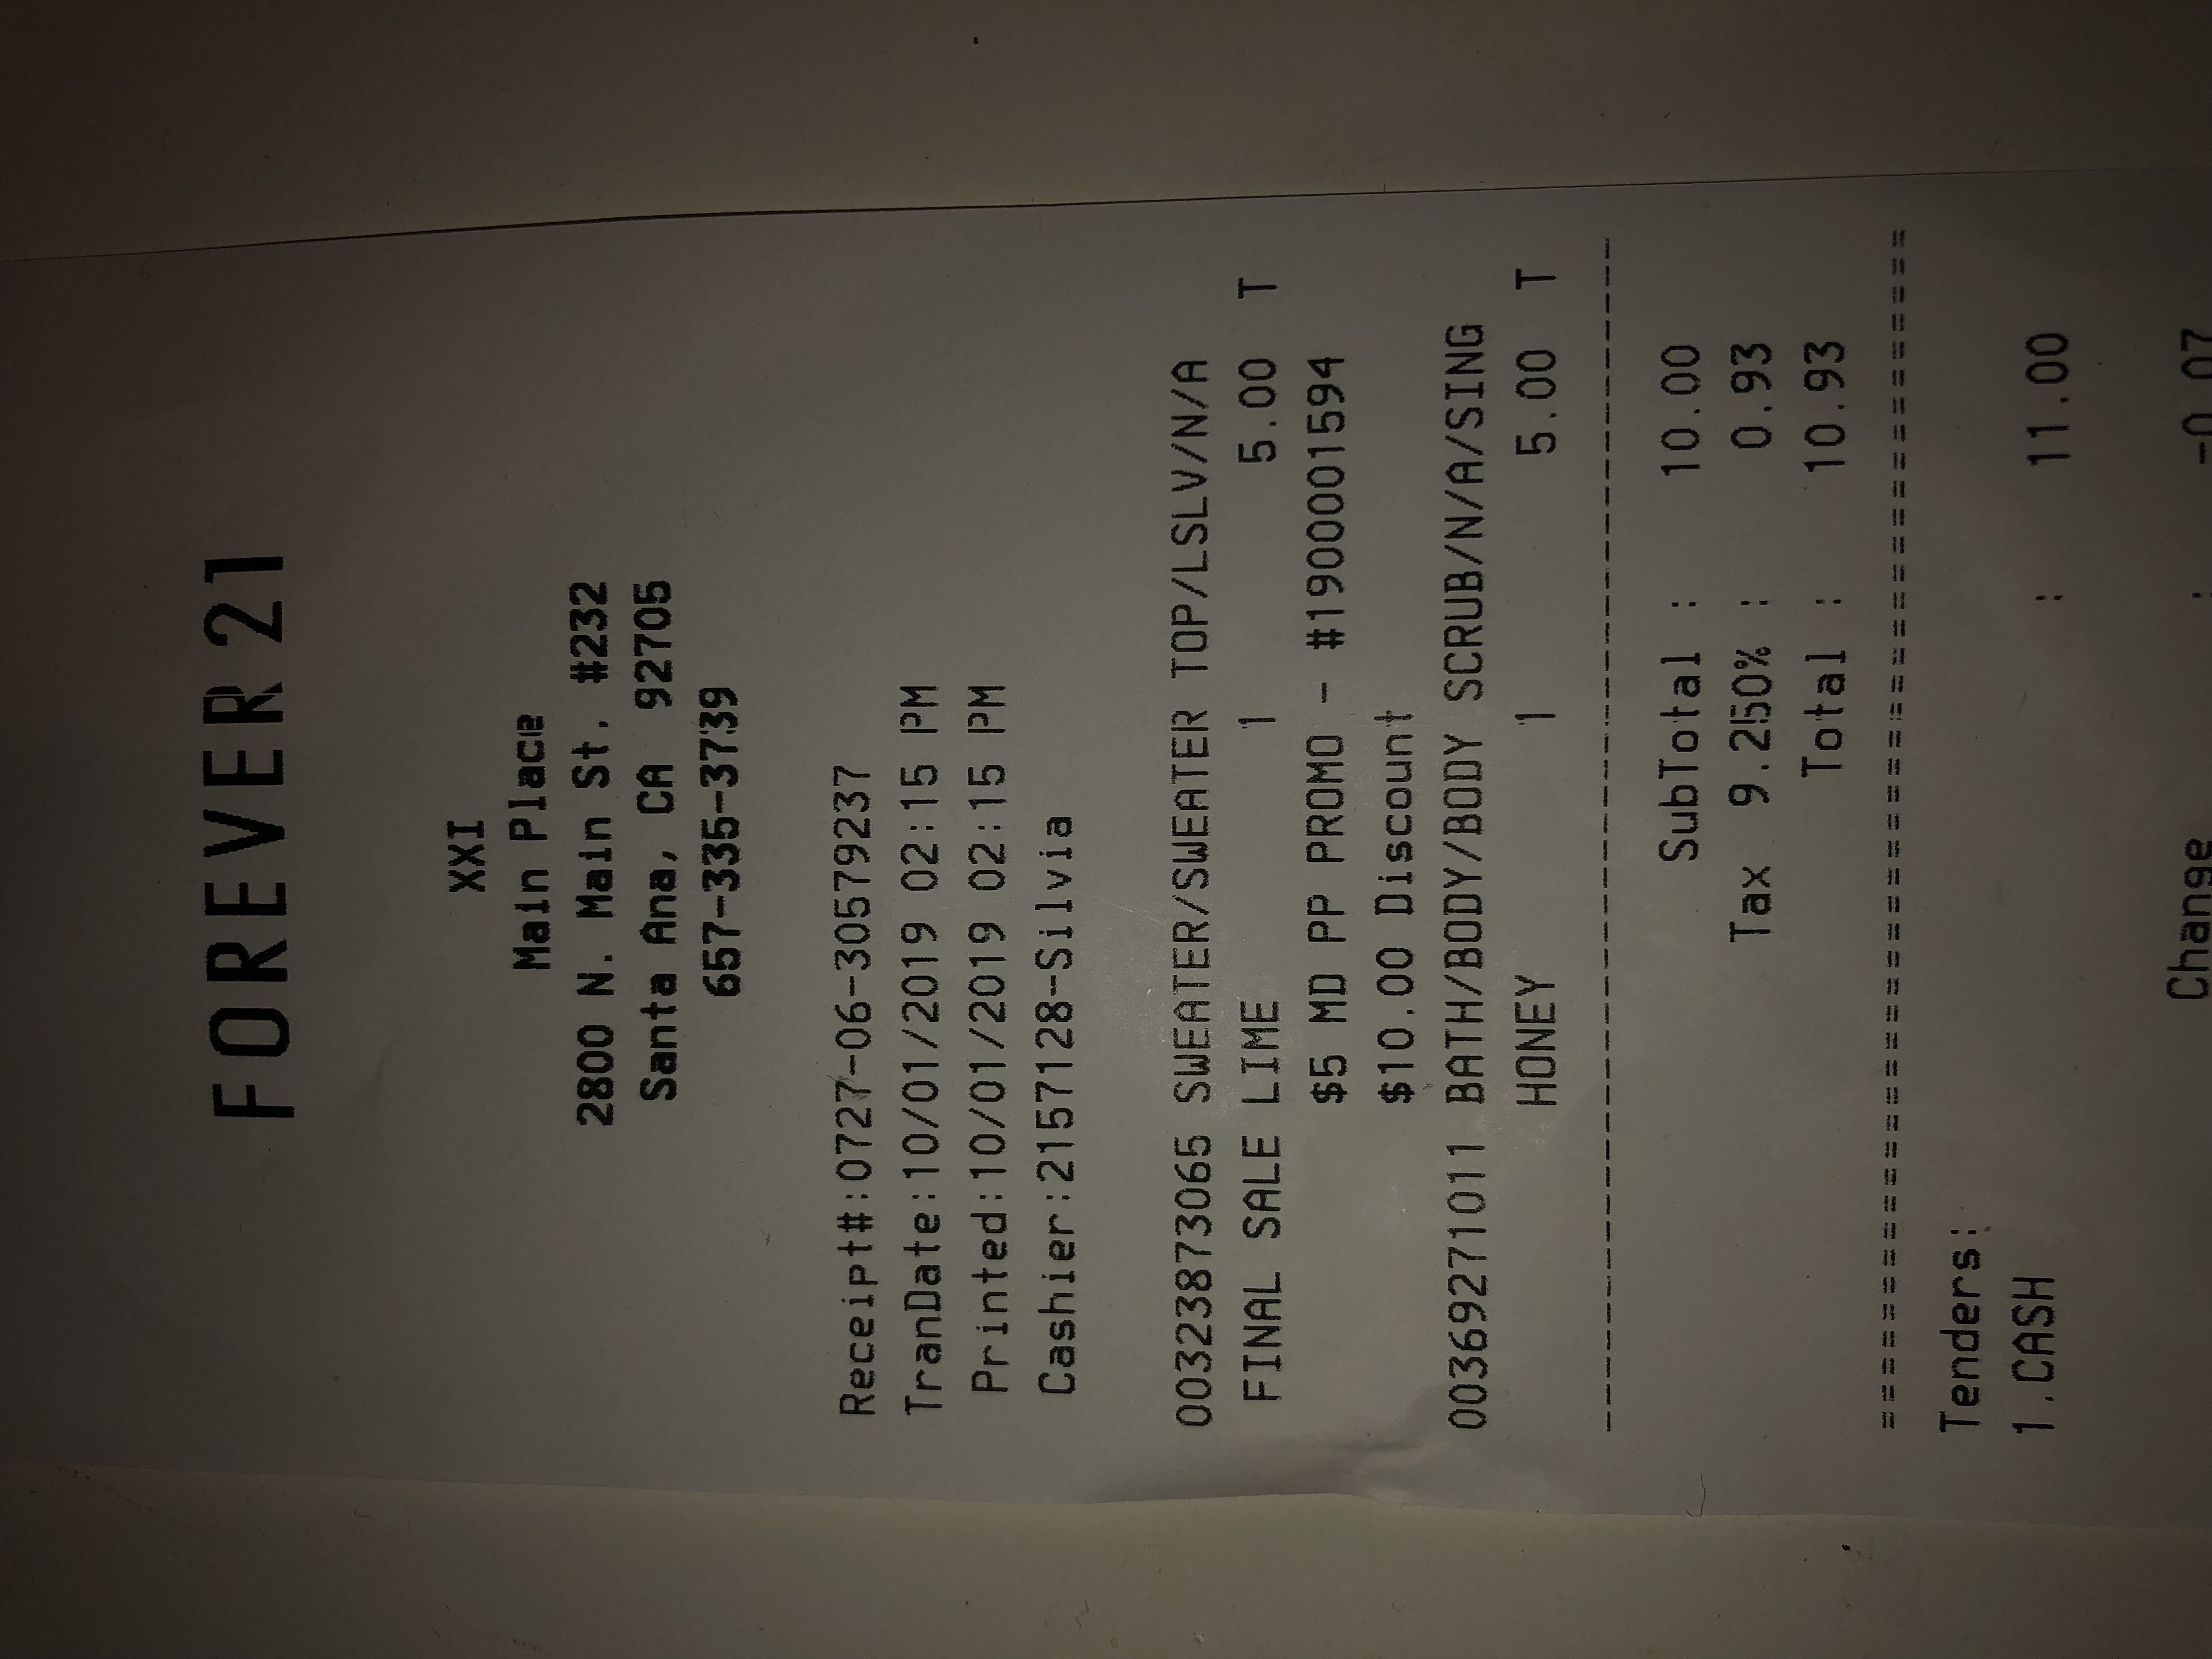 FOREVER 21
XXI
Main Place
2800 N. Main St. #232
Santa Ana, CA 92705
657-335-3739
Receipt#:0727-06-30579237
TranDate:10/01/2019 02:15 PM
Printed:10/01/2019 02:15 PM
Cashier:2157128-Silvia
00323873065 SWEATER/SWEATER TOP/LSLV/N/A
FINAL SALE LIME 1 5.00 T
$5 MD PP PROMO - #1900001594
$10.00 Discount
00369271011 BATH/BODY/BODY SCRUB/N/A/SING
HONEY 1 5.00 T
SubTotal : 10.00
Tax 9.250% : 0.93
Total : 10.93
Tenders:
1.CASH : 11.00
Change : -0.07